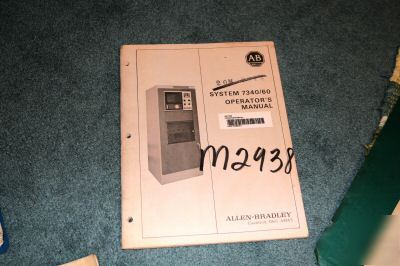 AB
SYSTEM 7340/60
OPERATOR'S
MANUAL
M2938
ALLEN-BRADLEY